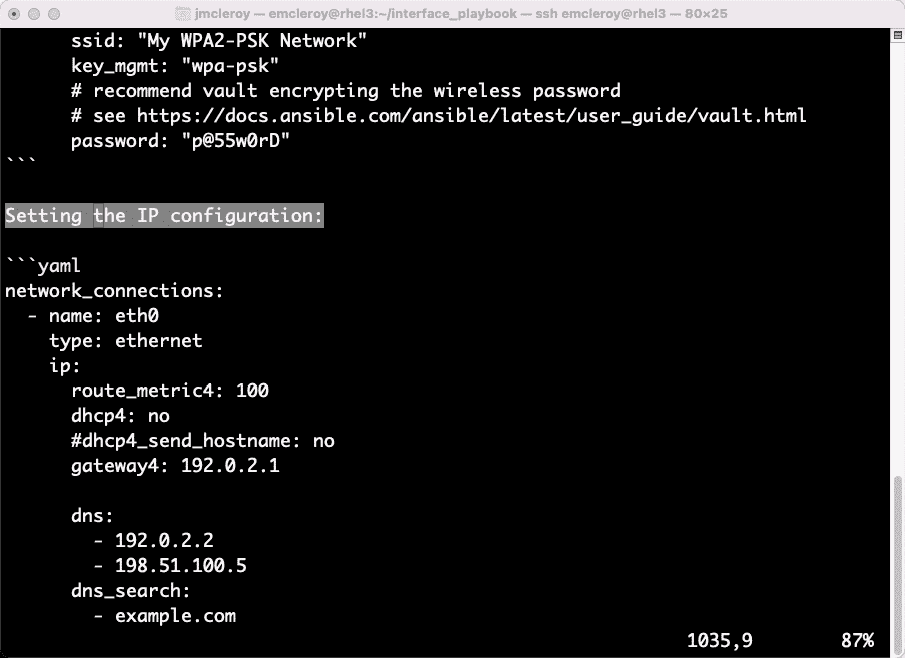 jmcleroy — emcleroy@rhel3:~/interface_playbook — ssh emcleroy@rhel3 — 80×25
      ssid: "My WPA2-PSK Network"
      key_mgmt: "wpa-psk"
      # recommend vault encrypting the wireless password
      # see https://docs.ansible.com/ansible/latest/user_guide/vault.html
      password: "p@55w0rD"
```
Setting the IP configuration:
```yaml
network_connections:
  - name: eth0
    type: ethernet
    ip:
      route_metric4: 100
      dhcp4: no
      #dhcp4_send_hostname: no
      gateway4: 192.0.2.1
      dns:
        - 192.0.2.2
        - 198.51.100.5
      dns_search:
        - example.com
1035,9 87%